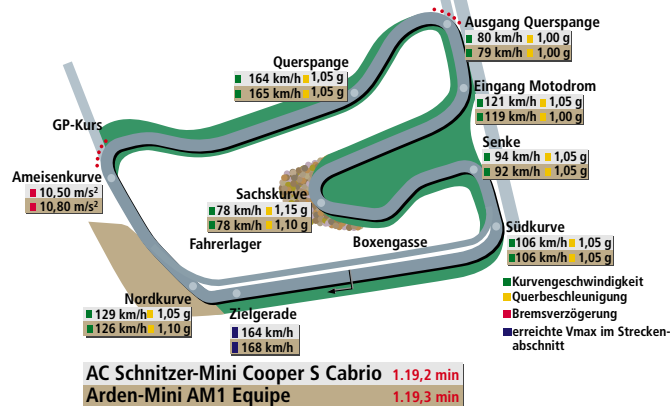 Ausgang Querspange
80 km/h 1,00 g
79 km/h 1,00 g
Querspange
164 km/h 1,05 g
165 km/h 1,05 g
Eingang Motodrom
121 km/h 1,05 g
119 km/h 1,00 g
GP-Kurs
Senke
94 km/h 1,05 g
92 km/h 1,05 g
Ameisenkurve
10,50 m/s²
10,80 m/s²
Sachskurve
78 km/h 1,15 g
78 km/h 1,10 g
Fahrerlager
Boxengasse
Südkurve
106 km/h 1,05 g
106 km/h 1,05 g
Nordkurve
129 km/h 1,05 g
126 km/h 1,10 g
Zielgerade
164 km/h
168 km/h
Kurvengeschwindigkeit
Querbeschleunigung
Bremsverzögerung
erreichte Vmax im Strecken-
abschnitt
AC Schnitzer-Mini Cooper S Cabrio 1.19,2 min
Arden-Mini AM1 Equipe 1.19,3 min